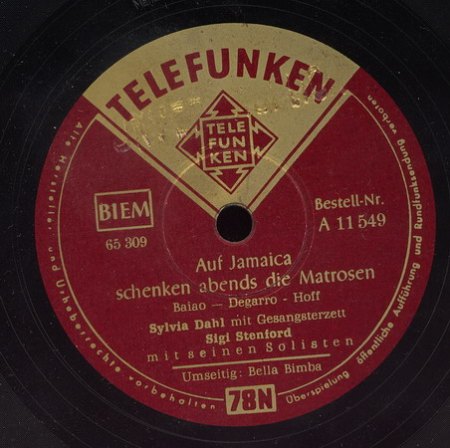 TELEFUNKEN
TELE
FUN
KEN
BIEM
65 309
Bestell-Nr.
A 11 549
Auf Jamaica
schenken abends die Matrosen
Baiao — Degarro - Hoff
Sylvia Dahl mit Gesangsterzett
Sigi Stenford
mit seinen Solisten
Umseitig: Bella Bimba
78N
Alle Hersteller- und Urheberrechte vorbehalten
Überspielung öffentliche Aufführung und Rundfunksendung verboten